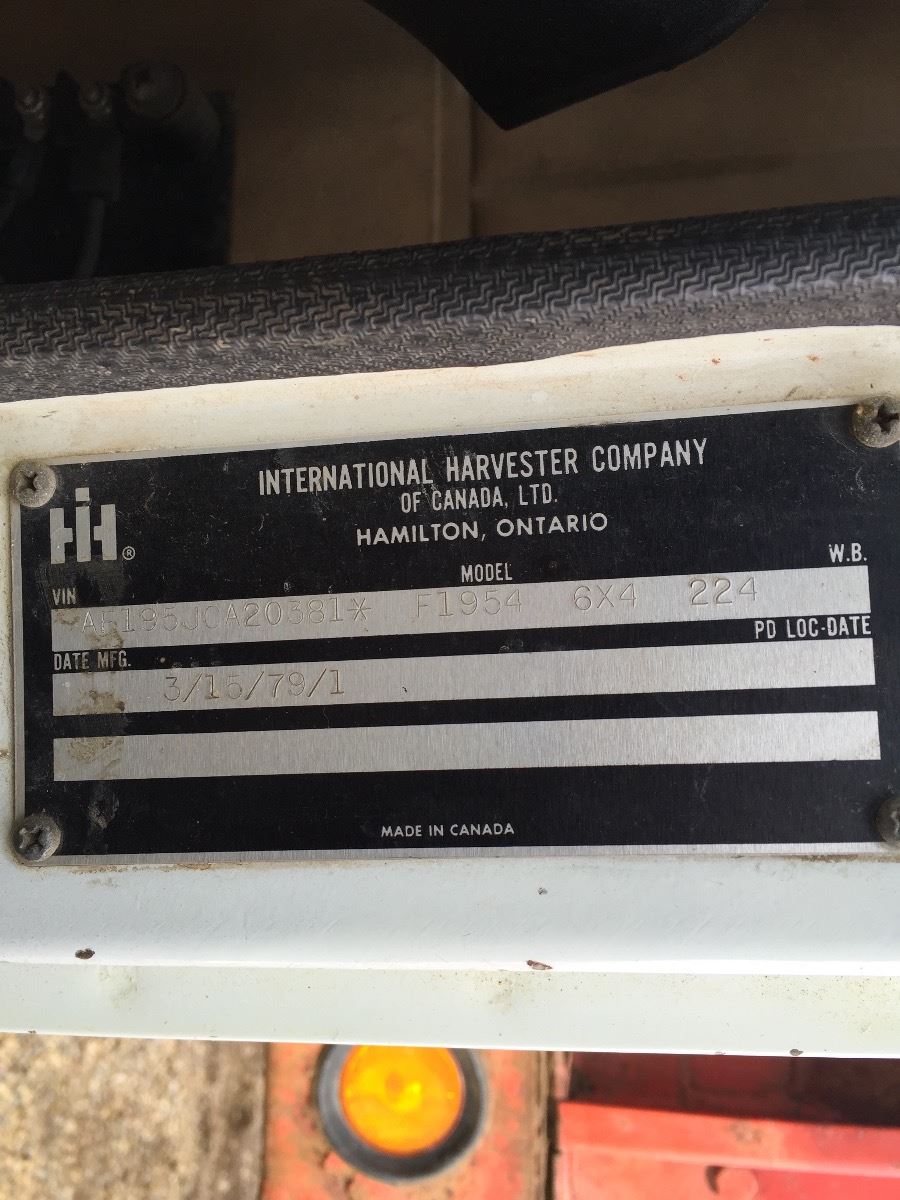 INTERNATIONAL HARVESTER COMPANY
OF CANADA, LTD.
HAMILTON, ONTARIO
IH ®
VIN MODEL W.B.
AF195JCA20381* F1954 6X4 224
DATE MFG. PD LOC-DATE
3/15/79/1
MADE IN CANADA